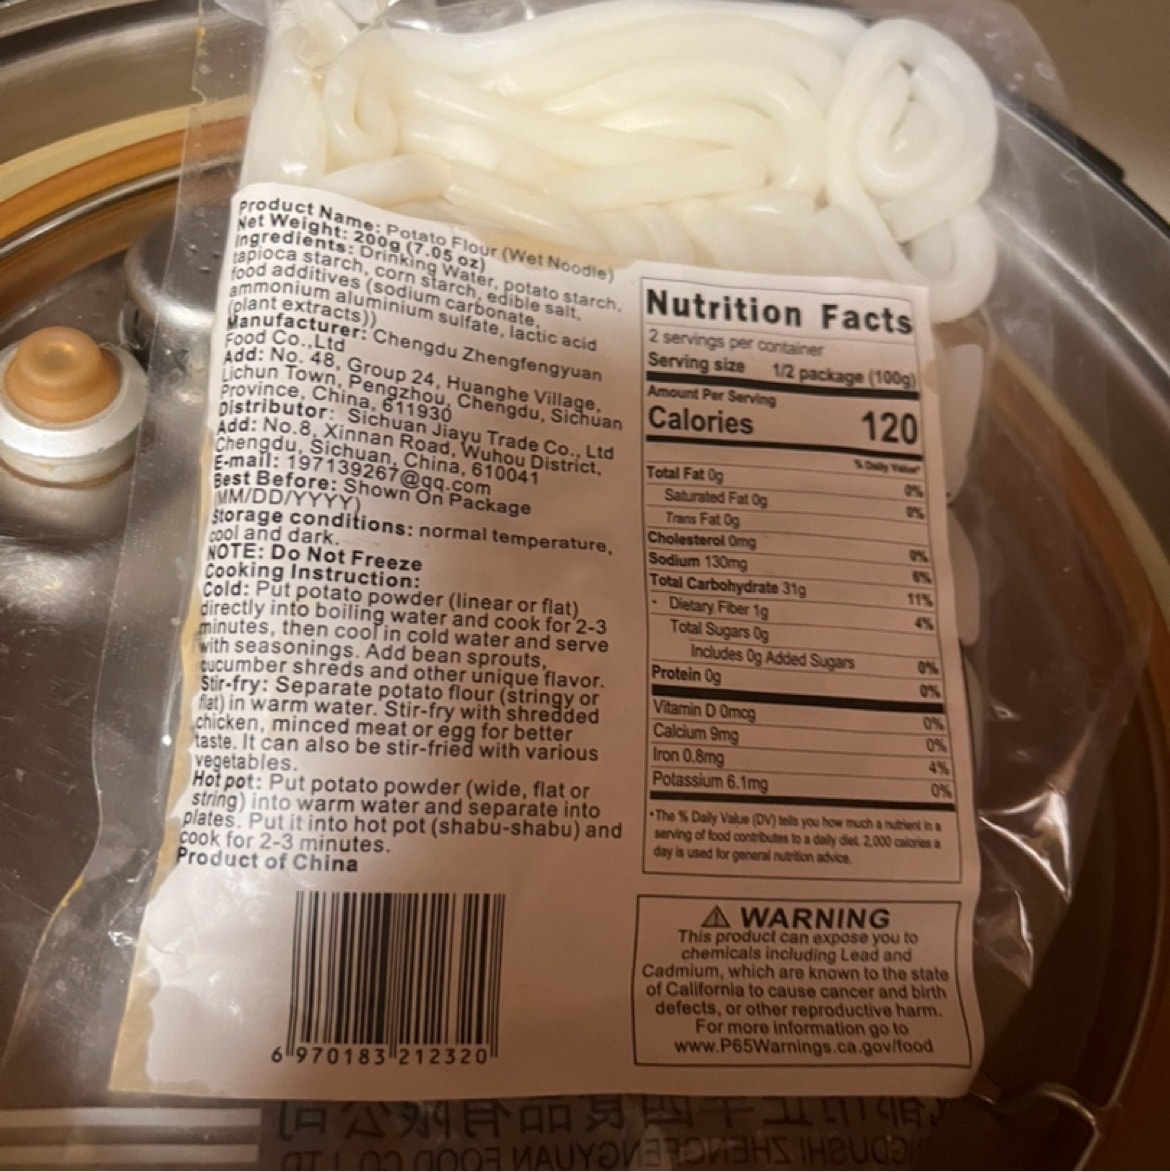 Product Name: Potato Flour (Wet Noodle)
Net Weight: 200g (7.05 oz)
Ingredients: Drinking Water, potato starch,
tapioca starch, corn starch, edible salt,
food additives (sodium carbonate,
ammonium aluminium sulfate, lactic acid
(plant extracts))
Manufacturer: Chengdu Zhengfengyuan
Food Co.,Ltd
Add: No. 48, Group 24, Huanghe Village,
Lichun Town, Pengzhou, Chengdu, Sichuan
Province, China, 611930
Distributor: Sichuan Jiayu Trade Co., Ltd
Add: No.8, Xinnan Road, Wuhou District,
Chengdu, Sichuan, China, 610041
E-mail: 197139267@qq.com
Best Before: Shown On Package
(MM/DD/YYYY)
Storage conditions: normal temperature,
cool and dark.
NOTE: Do Not Freeze
Cooking Instruction:
Cold: Put potato powder (linear or flat)
directly into boiling water and cook for 2-3
minutes, then cool in cold water and serve
with seasonings. Add bean sprouts,
cucumber shreds and other unique flavor.
Stir-fry: Separate potato flour (stringy or
flat) in warm water. Stir-fry with shredded
chicken, minced meat or egg for better
taste. It can also be stir-fried with various
vegetables.
Hot pot: Put potato powder (wide, flat or
string) into warm water and separate into
plates. Put it into hot pot (shabu-shabu) and
cook for 2-3 minutes.
Product of China
6 970183 212320
Nutrition Facts
2 servings per container
Serving size 1/2 package (100g)
Amount Per Serving
Calories 120
% Daily Value*
Total Fat 0g 0%
Saturated Fat 0g 0%
Trans Fat 0g
Cholesterol 0mg 0%
Sodium 130mg 6%
Total Carbohydrate 31g 11%
Dietary Fiber 1g 4%
Total Sugars 0g
Includes 0g Added Sugars 0%
Protein 0g 0%
Vitamin D 0mcg 0%
Calcium 9mg 0%
Iron 0.8mg 4%
Potassium 6.1mg 0%
*The % Daily Value (DV) tells you how much a nutrient in a
serving of food contributes to a daily diet. 2,000 calories a
day is used for general nutrition advice.
⚠ WARNING
This product can expose you to
chemicals including Lead and
Cadmium, which are known to the state
of California to cause cancer and birth
defects, or other reproductive harm.
For more information go to
www.P65Warnings.ca.gov/food